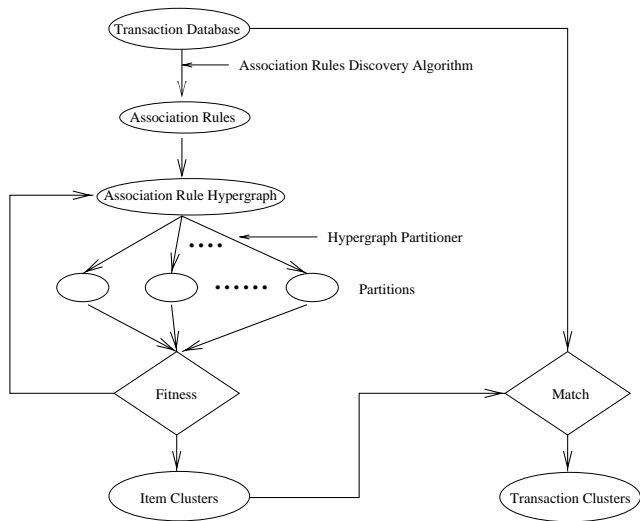 Transaction Database
Association Rules Discovery Algorithm
Association Rules
Association Rule Hypergraph
Hypergraph Partitioner
Partitions
Fitness
Match
Item Clusters
Transaction Clusters